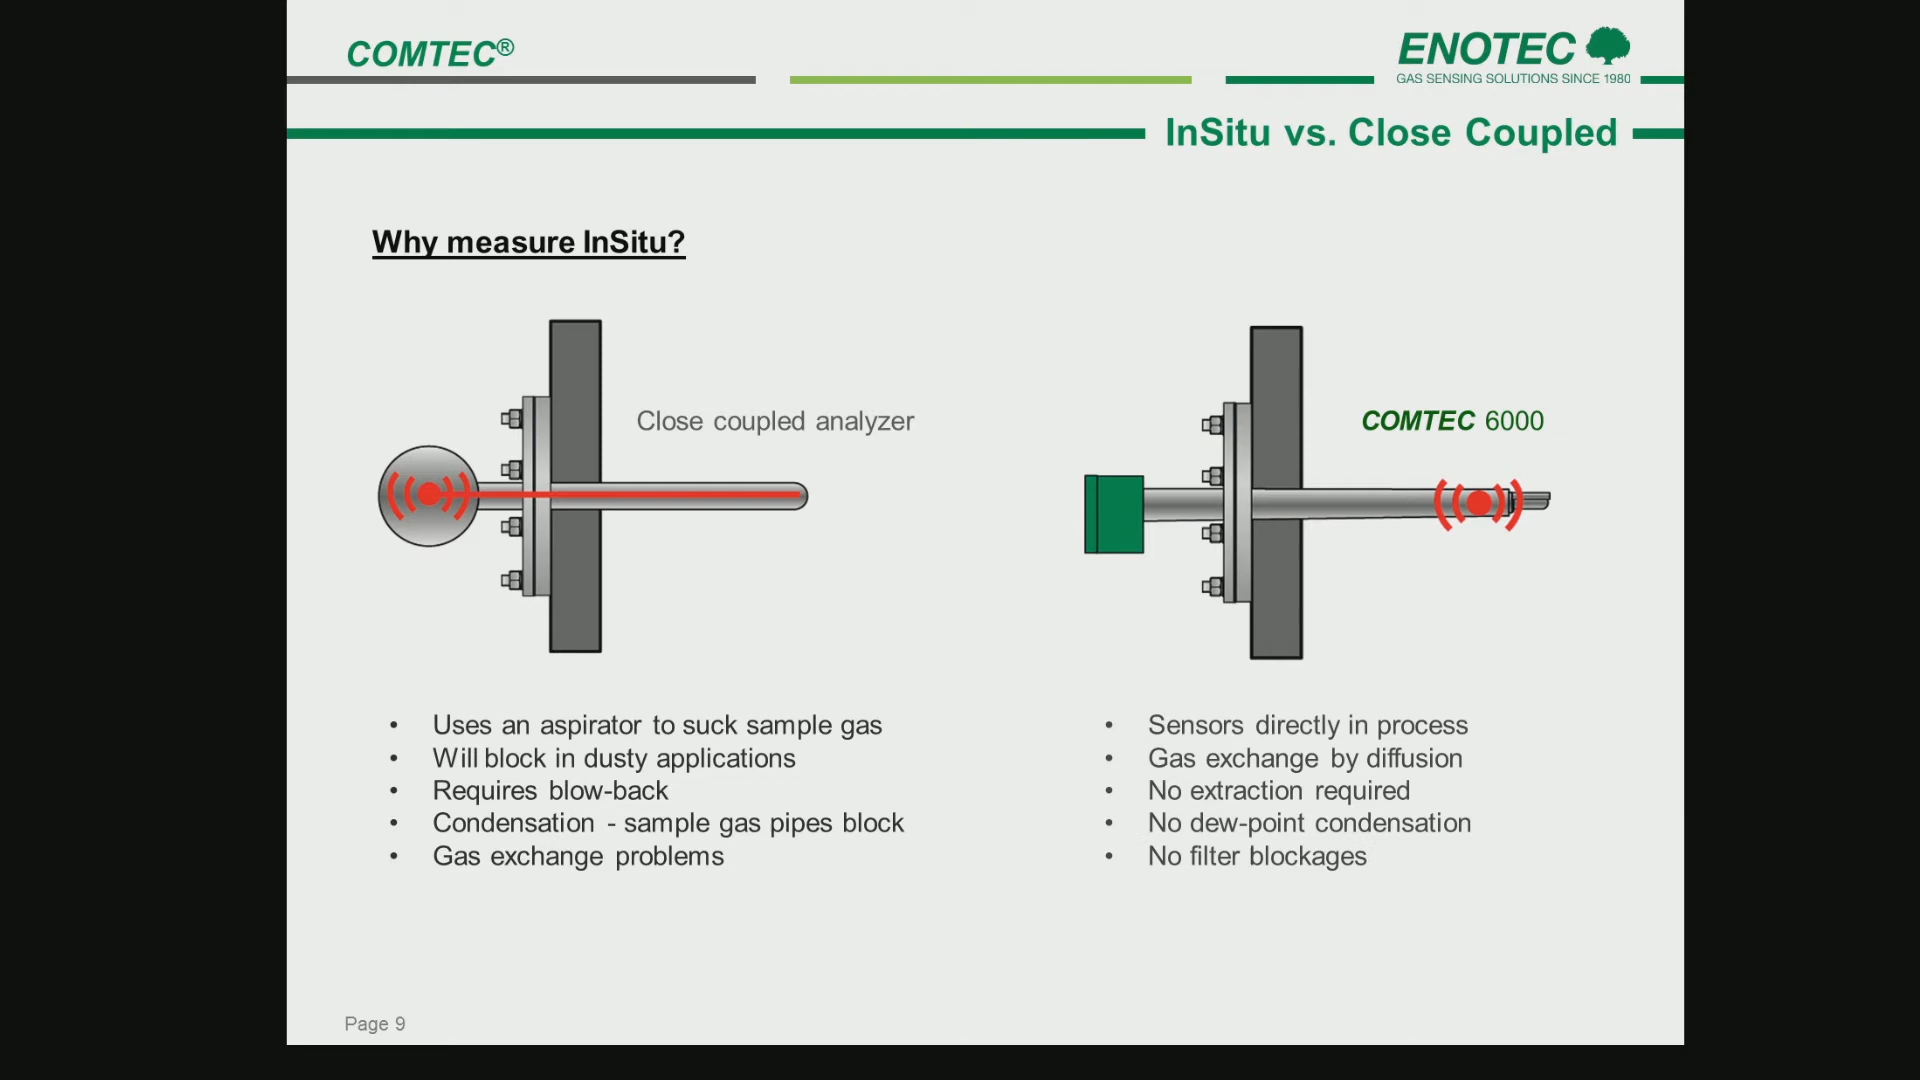 COMTEC®
ENOTEC
GAS SENSING SOLUTIONS SINCE 1980
InSitu vs. Close Coupled
Why measure InSitu?
Close coupled analyzer
COMTEC 6000
• Uses an aspirator to suck sample gas
• Will block in dusty applications
• Requires blow-back
• Condensation - sample gas pipes block
• Gas exchange problems
• Sensors directly in process
• Gas exchange by diffusion
• No extraction required
• No dew-point condensation
• No filter blockages
Page 9